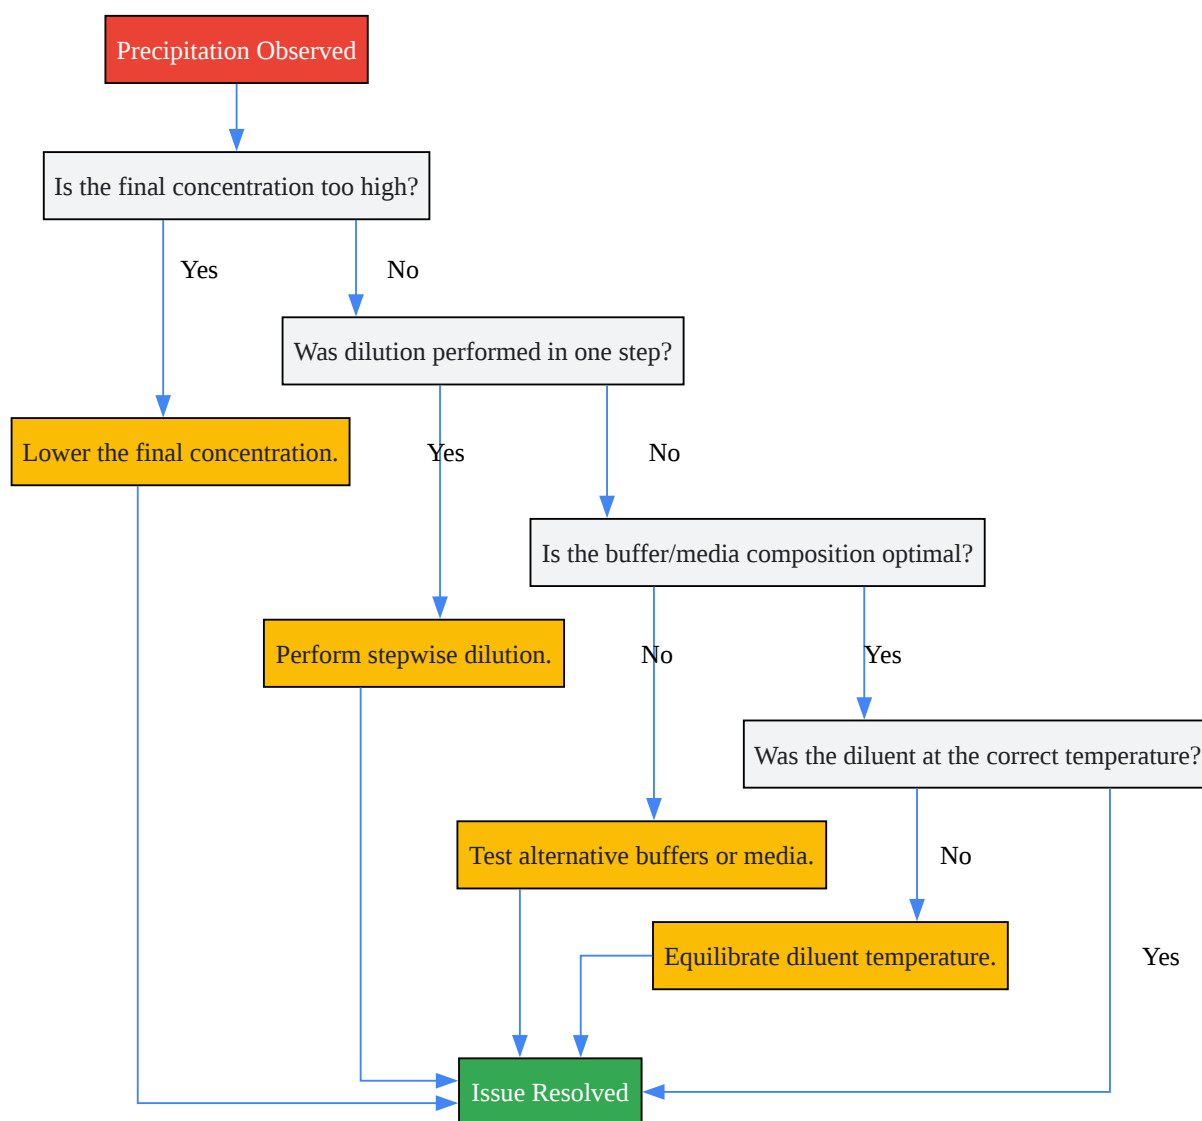 Precipitation Observed
Is the final concentration too high?
Yes
No
Was dilution performed in one step?
Lower the final concentration.
Yes
No
Is the buffer/media composition optimal?
Perform stepwise dilution.
No
Yes
Was the diluent at the correct temperature?
Test alternative buffers or media.
No
Equilibrate diluent temperature.
Yes
Issue Resolved